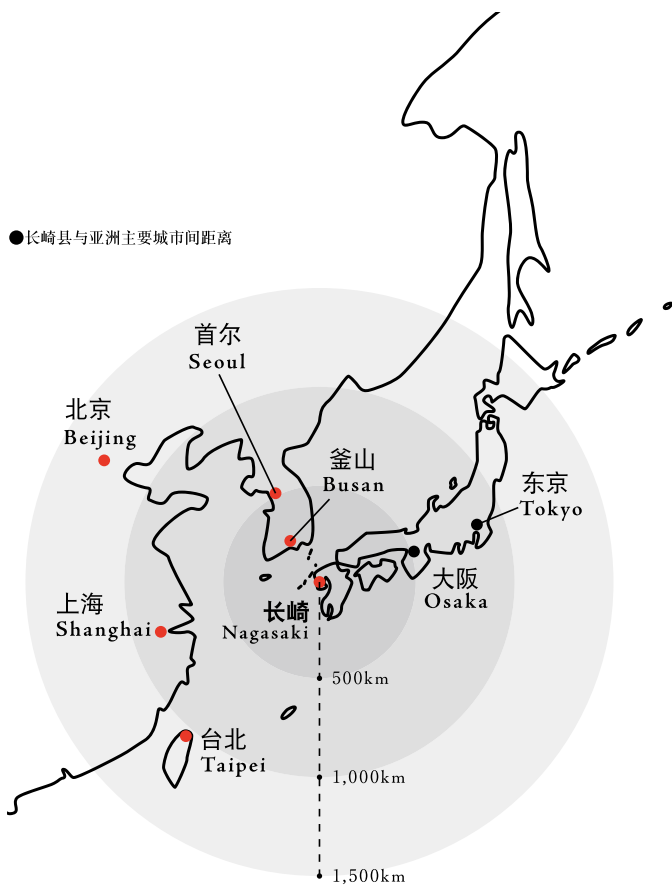 ●长崎县与亚洲主要城市间距离
首尔
Seoul
北京
Beijing
釜山
Busan
东京
Tokyo
大阪
Osaka
上海
Shanghai
长崎
Nagasaki
500km
台北
Taipei
1,000km
1,500km